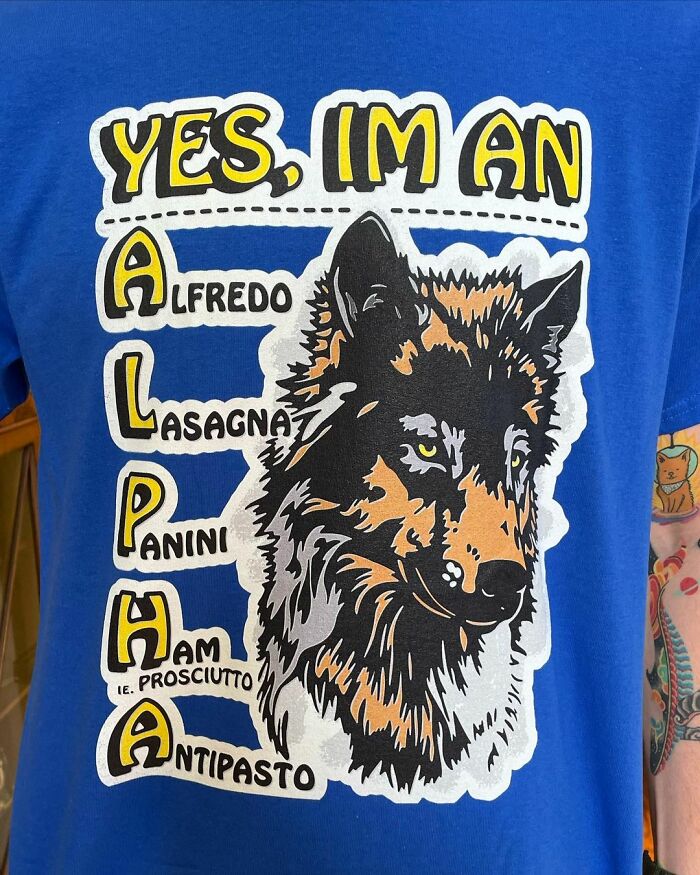 YES, IM AN
ALFREDO
LASAGNA
PANINI
HAM
IE. PROSCIUTTO
ANTIPASTO